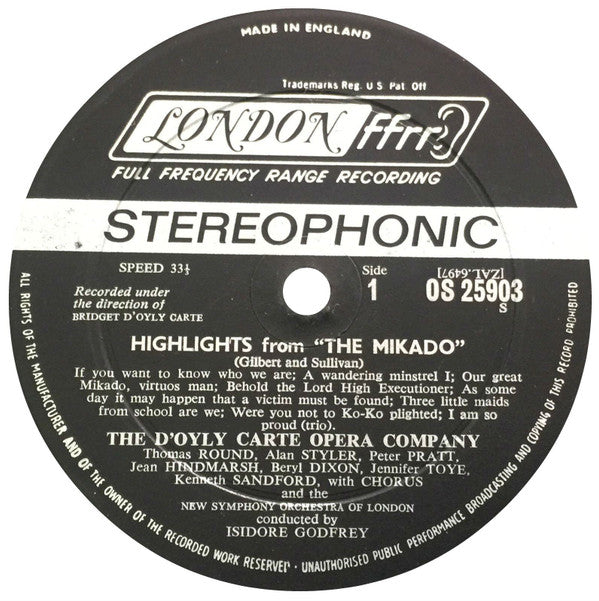 MADE IN ENGLAND
Trademarks Reg. U S Pat. Off
LONDON ffrr
FULL FREQUENCY RANGE RECORDING
STEREOPHONIC
SPEED 33⅓
Recorded under
the direction of
BRIDGET D'OYLY CARTE
Side
1
[ZAL.6497]
OS 25903
S
HIGHLIGHTS from "THE MIKADO"
(Gilbert and Sullivan)
If you want to know who we are; A wandering minstrel I; Our great
Mikado, virtuos man; Behold the Lord High Executioner; As some
day it may happen that a victim must be found; Three little maids
from school are we; Were you not to Ko-Ko plighted; I am so
proud (trio).
THE D'OYLY CARTE OPERA COMPANY
Thomas ROUND, Alan STYLER, Peter PRATT,
Jean HINDMARSH, Beryl DIXON, Jennifer TOYE,
Kenneth SANDFORD, with CHORUS
and the
NEW SYMPHONY ORCHESTRA OF LONDON
conducted by
ISIDORE GODFREY
ALL RIGHTS OF THE MANUFACTURER AND OF THE OWNER OF THE RECORDED WORK RESERVED · UNAUTHORISED PUBLIC PERFORMANCE BROADCASTING AND COPYING OF THIS RECORD PROHIBITED